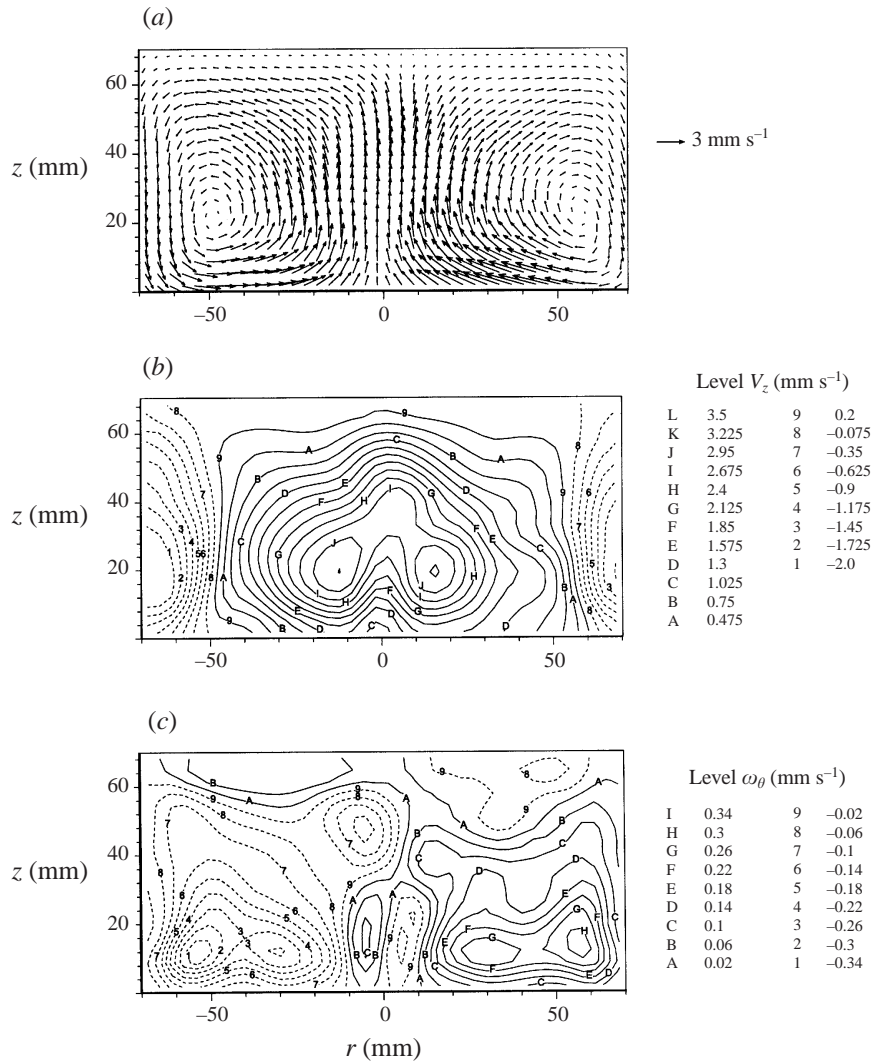 (a)
60
40
20
z (mm)
3 mm s–1
–50 0 50
(b)
60
40
20
z (mm)
–50 0 50
Level Vz (mm s–1)
L 3.5 9 0.2
K 3.225 8 –0.075
J 2.95 7 –0.35
I 2.675 6 –0.625
H 2.4 5 –0.9
G 2.125 4 –1.175
F 1.85 3 –1.45
E 1.575 2 –1.725
D 1.3 1 –2.0
C 1.025
B 0.75
A 0.475
(c)
60
40
20
z (mm)
–50 0 50
r (mm)
Level ωθ (mm s–1)
I 0.34 9 –0.02
H 0.3 8 –0.06
G 0.26 7 –0.1
F 0.22 6 –0.14
E 0.18 5 –0.18
D 0.14 4 –0.22
C 0.1 3 –0.26
B 0.06 2 –0.3
A 0.02 1 –0.34